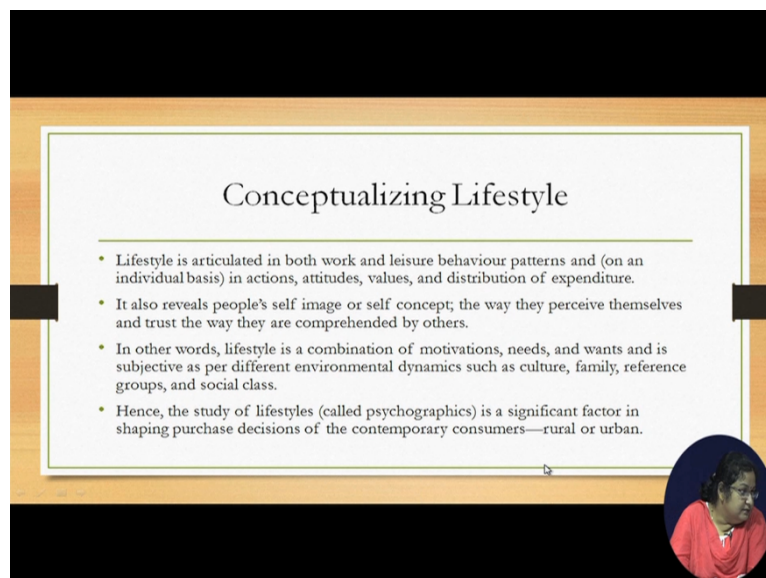 Conceptualizing Lifestyle
• Lifestyle is articulated in both work and leisure behaviour patterns and (on an
individual basis) in actions, attitudes, values, and distribution of expenditure.
• It also reveals people's self image or self concept; the way they perceive themselves
and trust the way they are comprehended by others.
• In other words, lifestyle is a combination of motivations, needs, and wants and is
subjective as per different environmental dynamics such as culture, family, reference
groups, and social class.
• Hence, the study of lifestyles (called psychographics) is a significant factor in
shaping purchase decisions of the contemporary consumers—rural or urban.